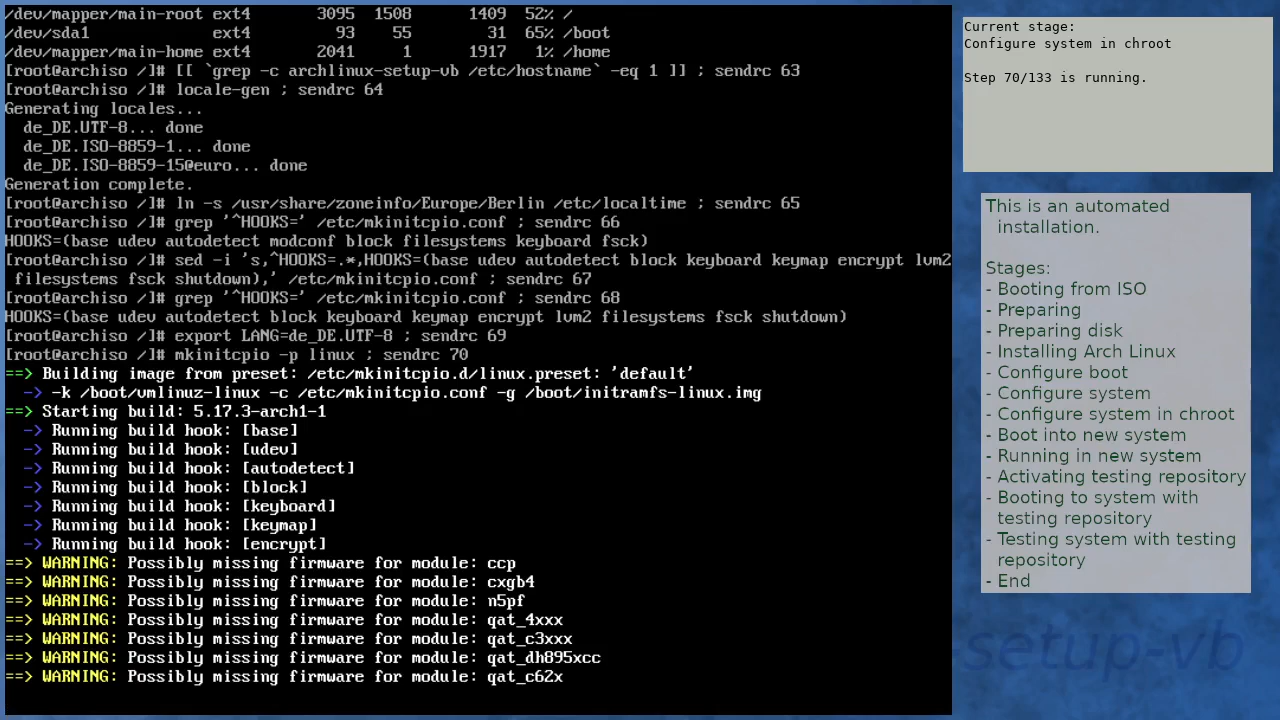 /dev/mapper/main-root ext4       3095  1508      1409  52% /
/dev/sda1             ext4         93    55        31  65% /boot
/dev/mapper/main-home ext4       2041     1      1917   1% /home
[root@archiso /]# [[ `grep -c archlinux-setup-vb /etc/hostname` -eq 1 ]] ; sendrc 63
[root@archiso /]# locale-gen ; sendrc 64
Generating locales...
  de_DE.UTF-8... done
  de_DE.ISO-8859-1... done
  de_DE.ISO-8859-15@euro... done
Generation complete.
[root@archiso /]# ln -s /usr/share/zoneinfo/Europe/Berlin /etc/localtime ; sendrc 65
[root@archiso /]# grep '^HOOKS=' /etc/mkinitcpio.conf ; sendrc 66
HOOKS=(base udev autodetect modconf block filesystems keyboard fsck)
[root@archiso /]# sed -i 's,^HOOKS=.*,HOOKS=(base udev autodetect block keyboard keymap encrypt lvm2
 filesystems fsck shutdown),' /etc/mkinitcpio.conf ; sendrc 67
[root@archiso /]# grep '^HOOKS=' /etc/mkinitcpio.conf ; sendrc 68
HOOKS=(base udev autodetect block keyboard keymap encrypt lvm2 filesystems fsck shutdown)
[root@archiso /]# export LANG=de_DE.UTF-8 ; sendrc 69
[root@archiso /]# mkinitcpio -p linux ; sendrc 70
==> Building image from preset: /etc/mkinitcpio.d/linux.preset: 'default'
  -> -k /boot/vmlinuz-linux -c /etc/mkinitcpio.conf -g /boot/initramfs-linux.img
==> Starting build: 5.17.3-arch1-1
  -> Running build hook: [base]
  -> Running build hook: [udev]
  -> Running build hook: [autodetect]
  -> Running build hook: [block]
  -> Running build hook: [keyboard]
  -> Running build hook: [keymap]
  -> Running build hook: [encrypt]
==> WARNING: Possibly missing firmware for module: ccp
==> WARNING: Possibly missing firmware for module: cxgb4
==> WARNING: Possibly missing firmware for module: n5pf
==> WARNING: Possibly missing firmware for module: qat_4xxx
==> WARNING: Possibly missing firmware for module: qat_c3xxx
==> WARNING: Possibly missing firmware for module: qat_dh895xcc
==> WARNING: Possibly missing firmware for module: qat_c62x
Current stage:
Configure system in chroot
Step 70/133 is running.
This is an automated
installation.
Stages:
- Booting from ISO
- Preparing
- Preparing disk
- Installing Arch Linux
- Configure boot
- Configure system
- Configure system in chroot
- Boot into new system
- Running in new system
- Activating testing repository
- Booting to system with
testing repository
- Testing system with testing
repository
- End
-setup-vb